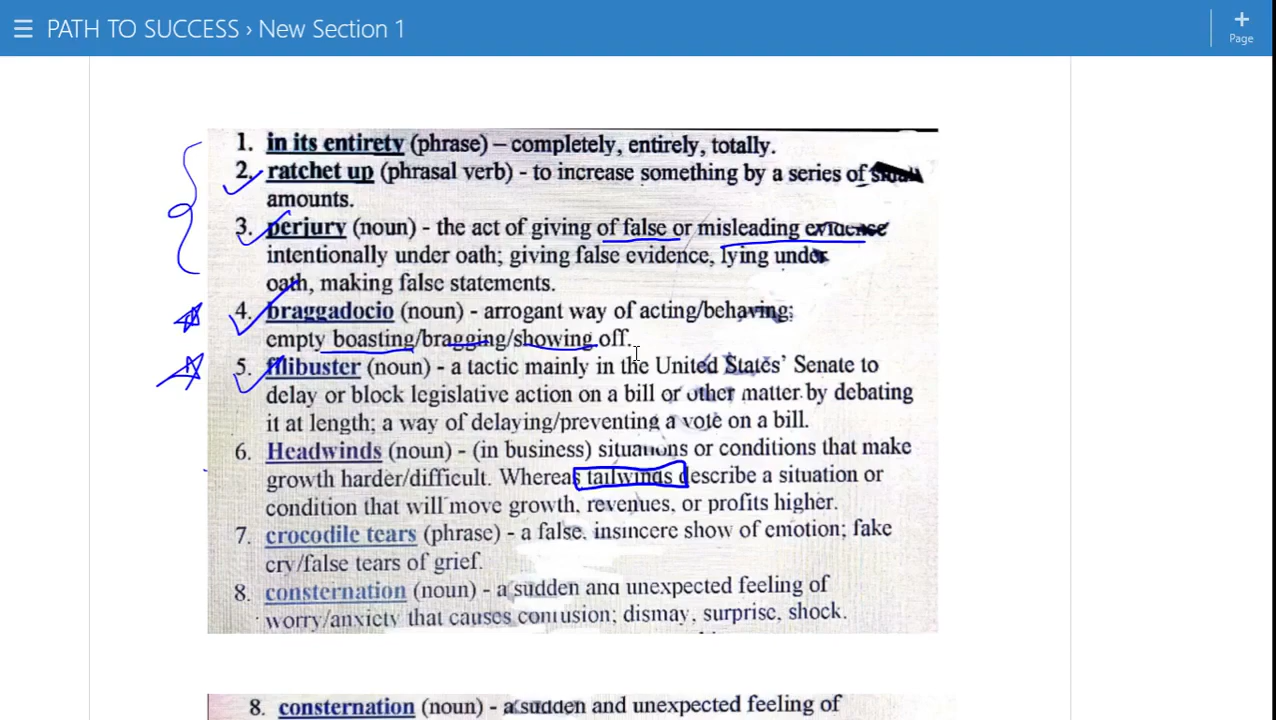 PATH TO SUCCESS › New Section 1
Page
1. in its entirety (phrase) – completely, entirely, totally.
2. ratchet up (phrasal verb) - to increase something by a series of
amounts.
3. perjury (noun) - the act of giving of false or misleading evidence
intentionally under oath; giving false evidence, lying under
oath, making false statements.
4. braggadocio (noun) - arrogant way of acting/behaving;
empty boasting/bragging/showing off.
5. filibuster (noun) - a tactic mainly in the United States’ Senate to
delay or block legislative action on a bill or other matter by debating
it at length; a way of delaying/preventing a vote on a bill.
6. Headwinds (noun) - (in business) situations or conditions that make
growth harder/difficult. Whereas tailwinds describe a situation or
condition that will move growth, revenues, or profits higher.
7. crocodile tears (phrase) - a false, insincere show of emotion; fake
cry/false tears of grief.
8. consternation (noun) - a sudden and unexpected feeling of
worry/anxiety that causes confusion; dismay, surprise, shock.
8. consternation (noun) - a sudden and unexpected feeling of